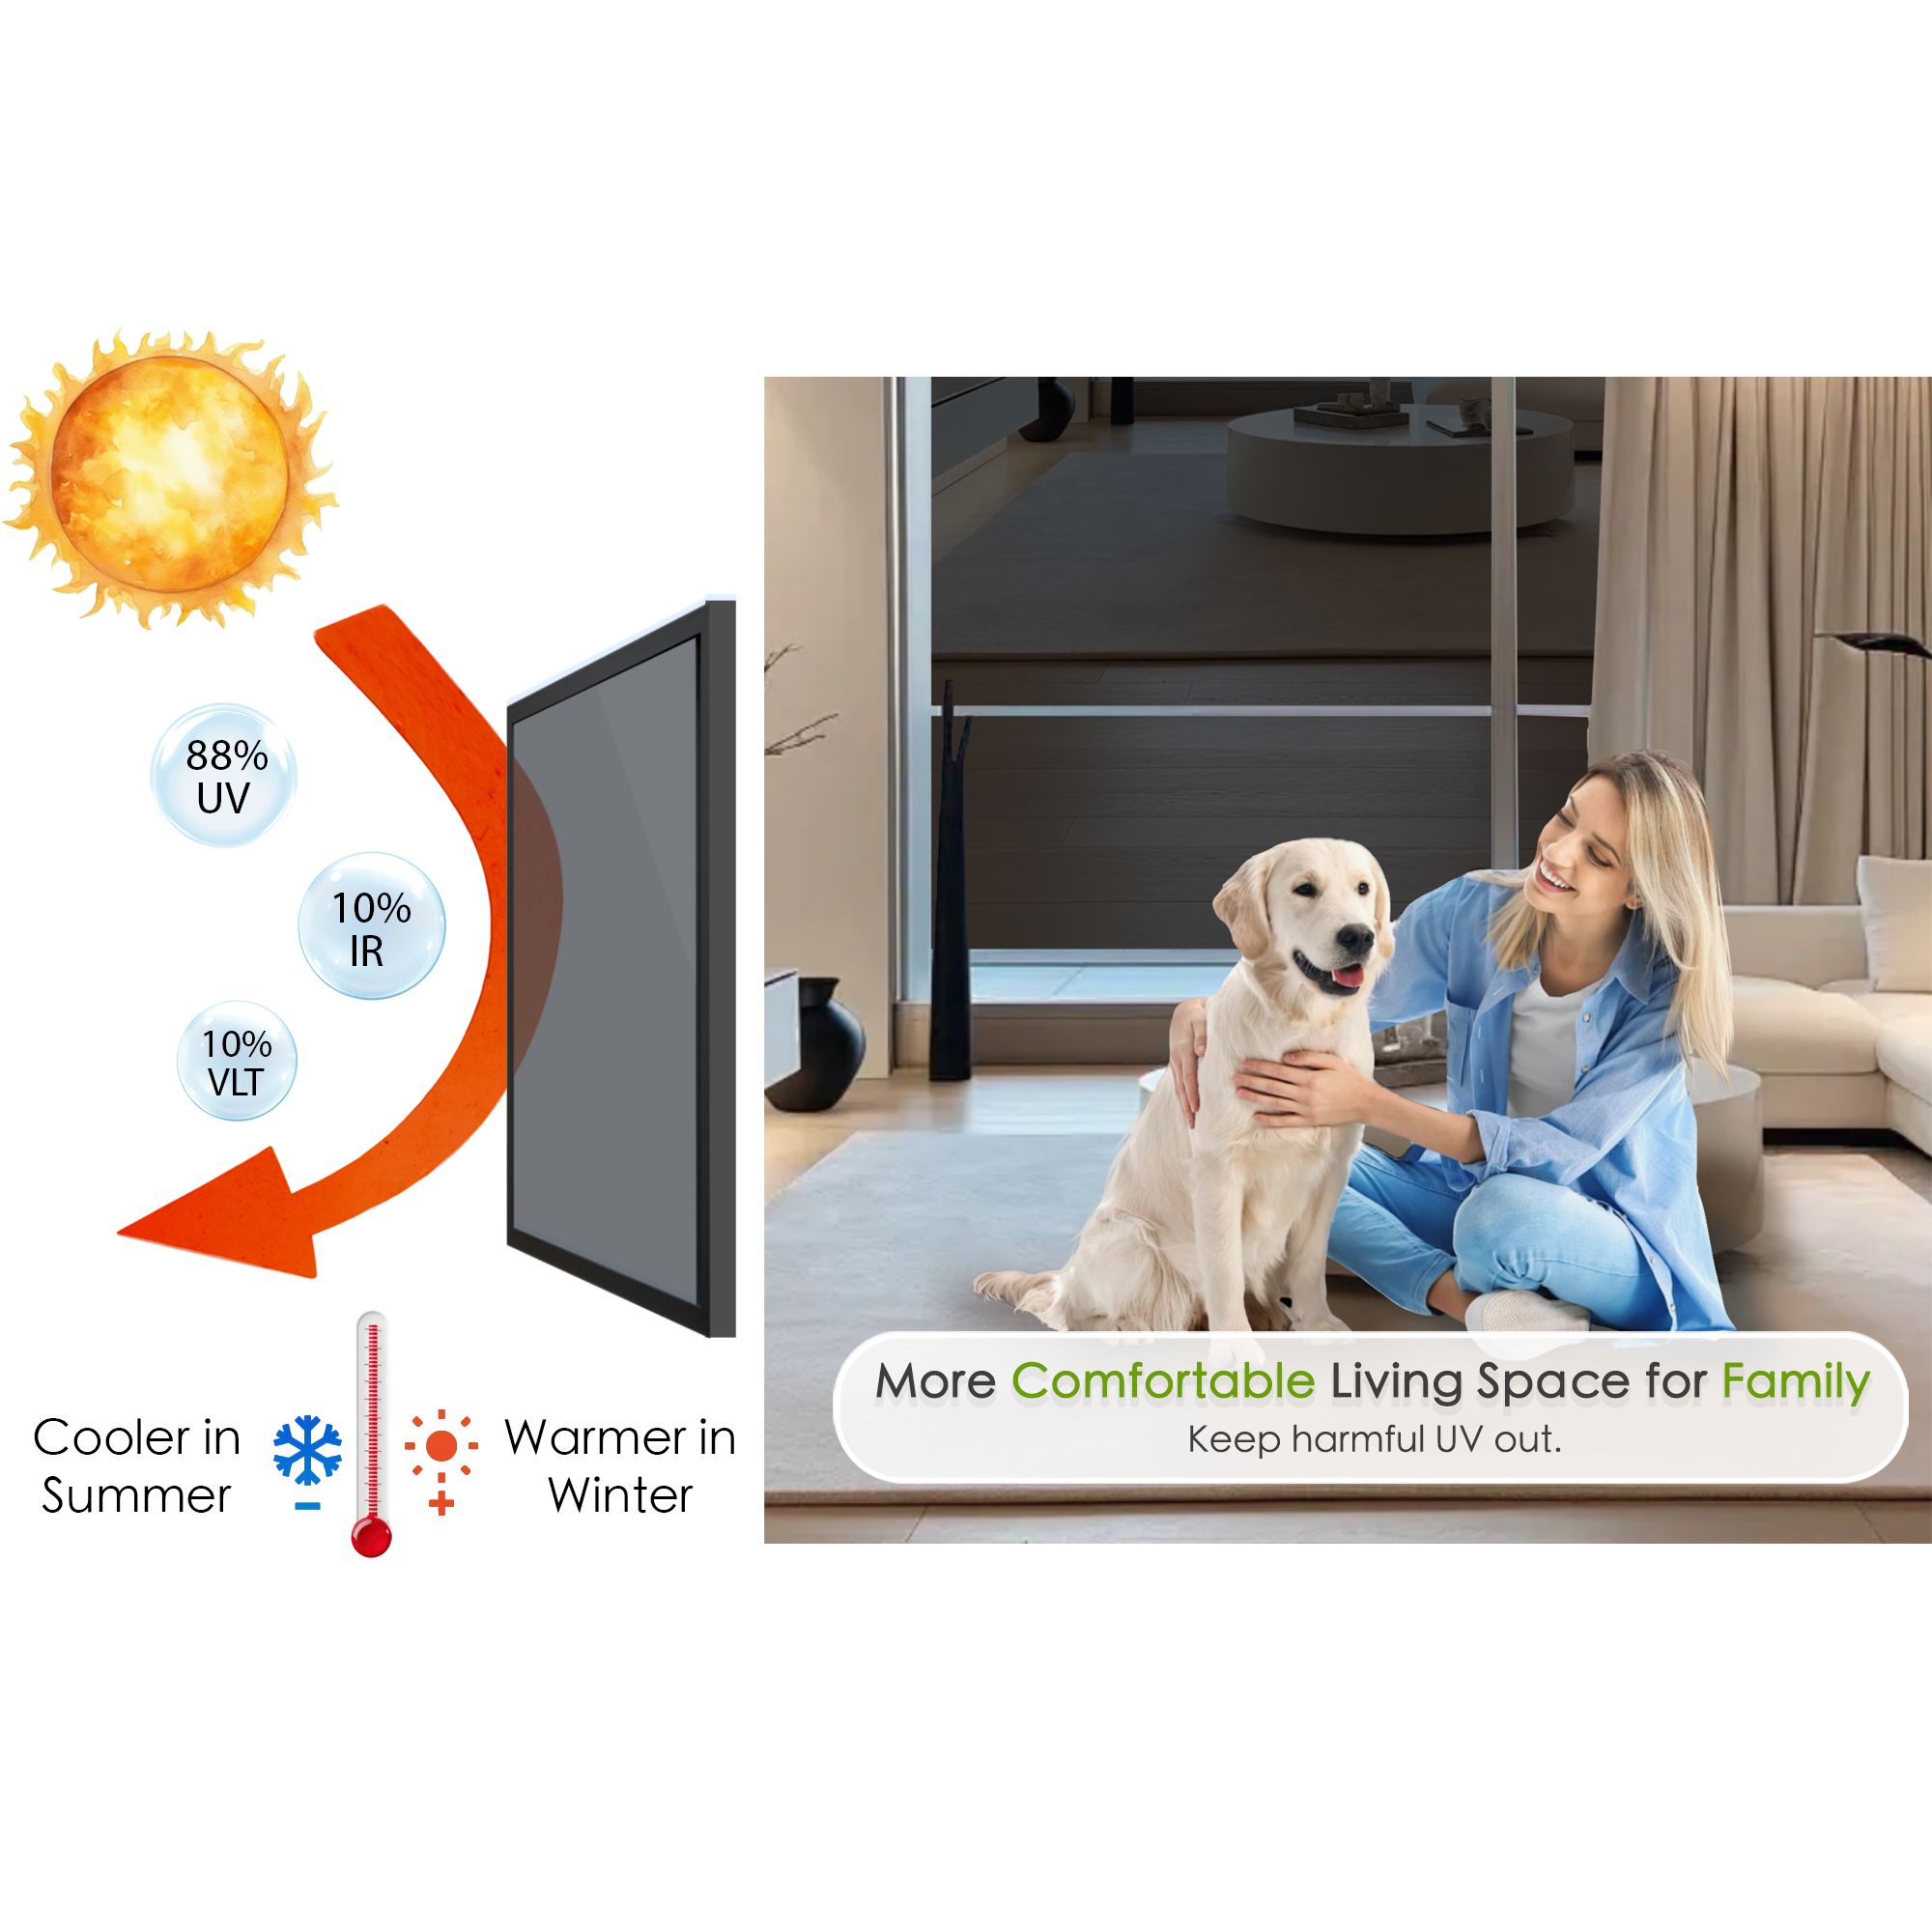 88%
UV
10%
IR
10%
VLT
Cooler in
Summer
Warmer in
Winter
More Comfortable Living Space for Family
Keep harmful UV out.